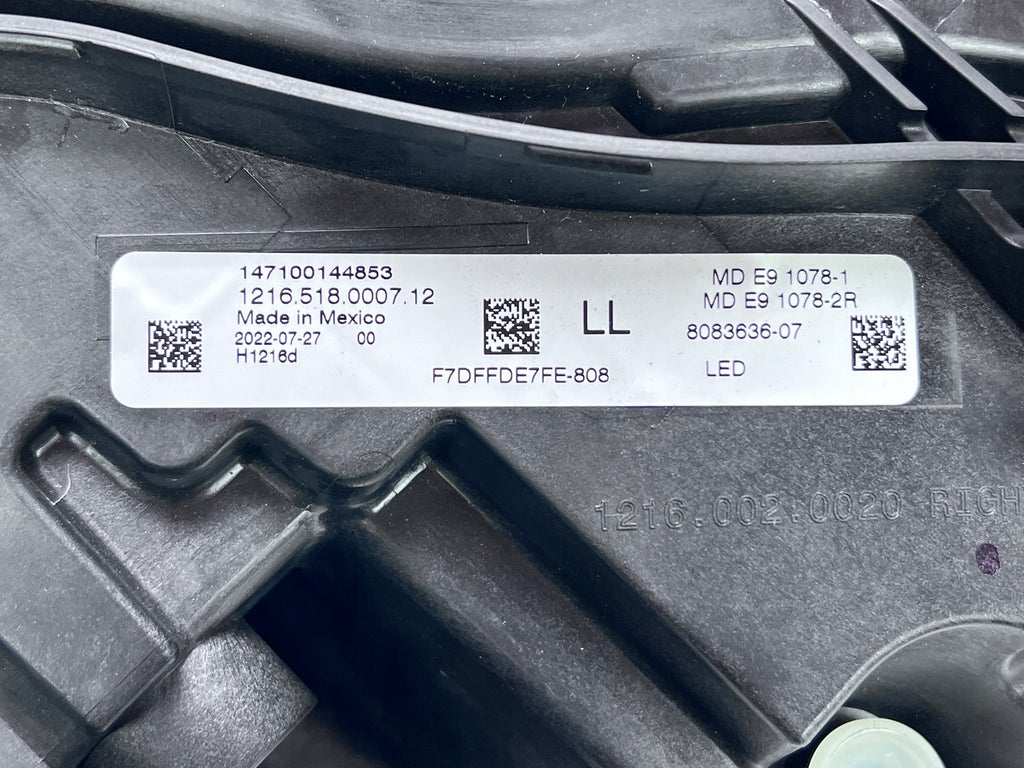 147100144853
1216.518.0007.12
Made in Mexico
2022-07-27 00
H1216d
LL
F7DFFDE7FE-808
MD E9 1078-1
MD E9 1078-2R
8083636-07
LED
1216.002.0020 RIGH